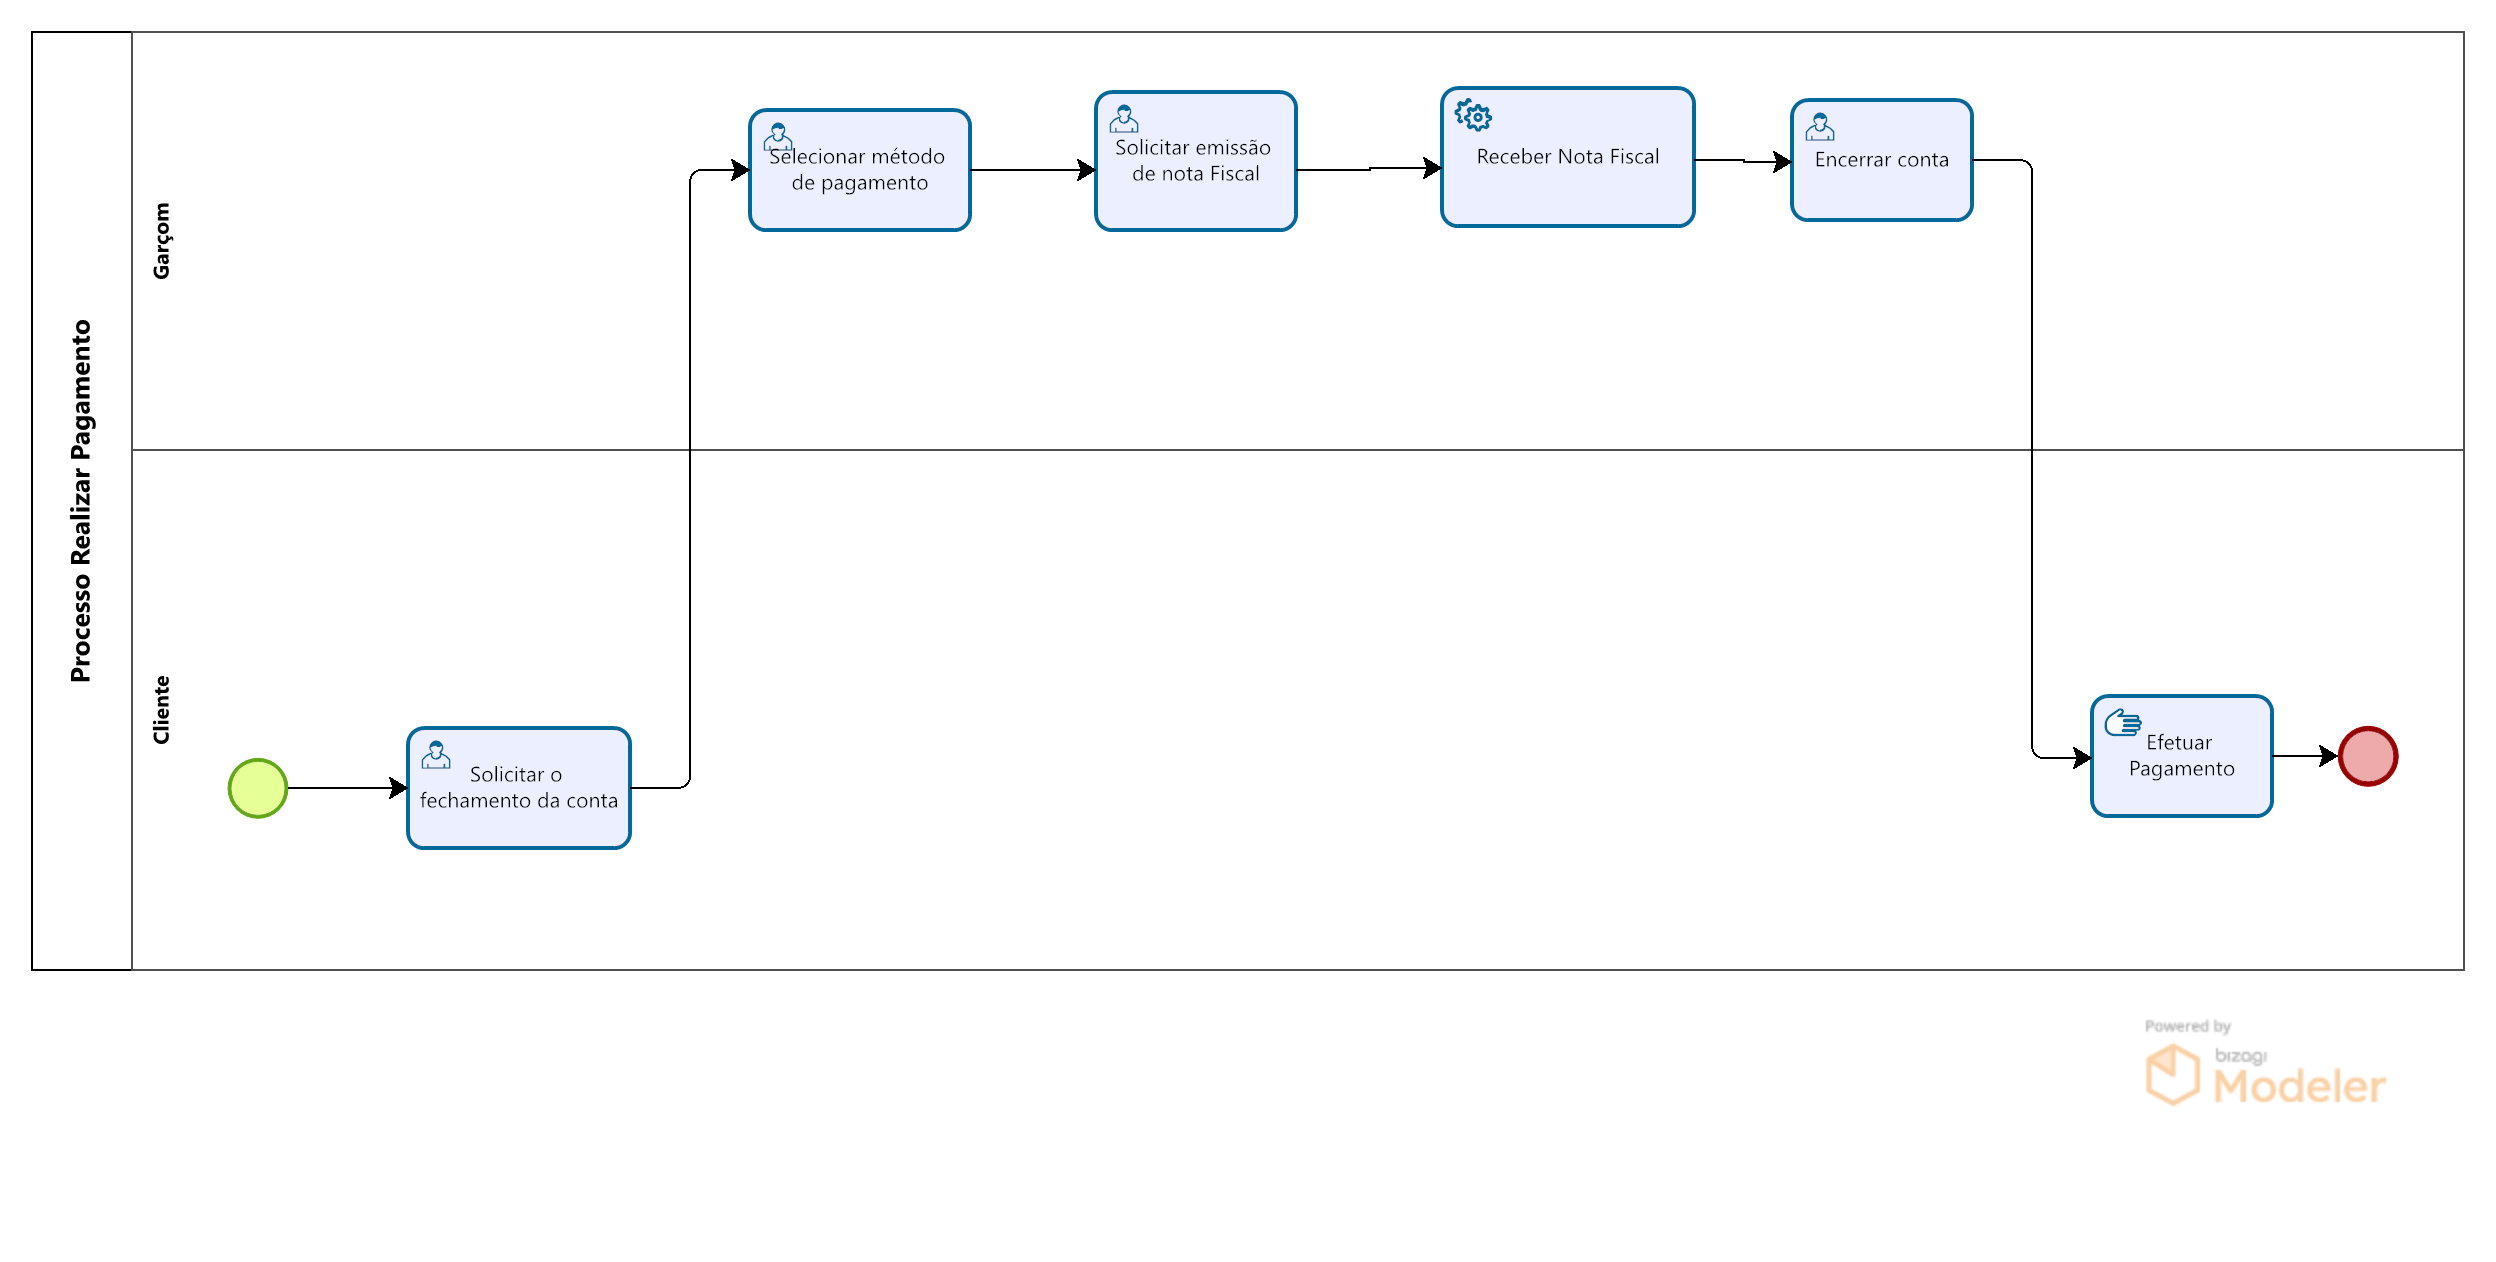 Processo Realizar Pagamento
Garçom
Selecionar método
de pagamento
Solicitar emissão
de nota Fiscal
Receber Nota Fiscal
Encerrar conta
Cliente
Solicitar o
fechamento da conta
Efetuar
Pagamento
Powered by
bizagi
Modeler